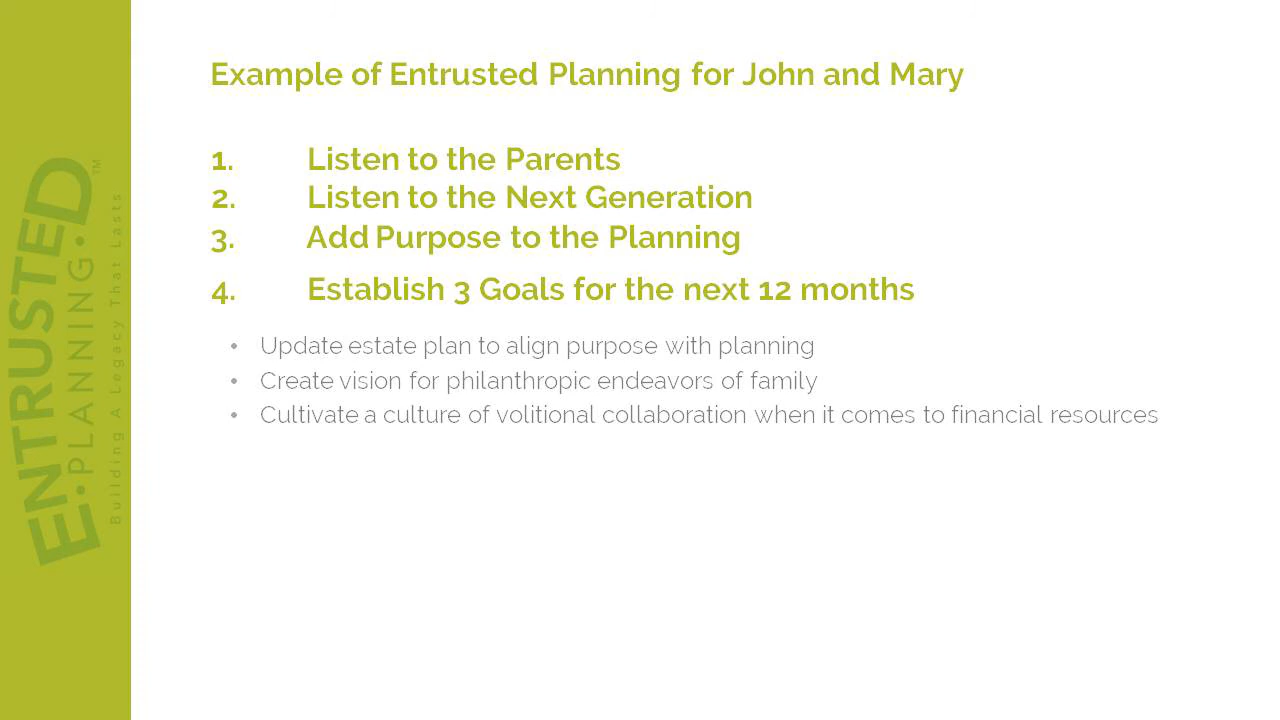 Example of Entrusted Planning for John and Mary
1. Listen to the Parents
2. Listen to the Next Generation
3. Add Purpose to the Planning
4. Establish 3 Goals for the next 12 months
• Update estate plan to align purpose with planning
• Create vision for philanthropic endeavors of family
• Cultivate a culture of volitional collaboration when it comes to financial resources
ENTRUSTED
•PLANNING•
Building A Legacy That Lasts
TM